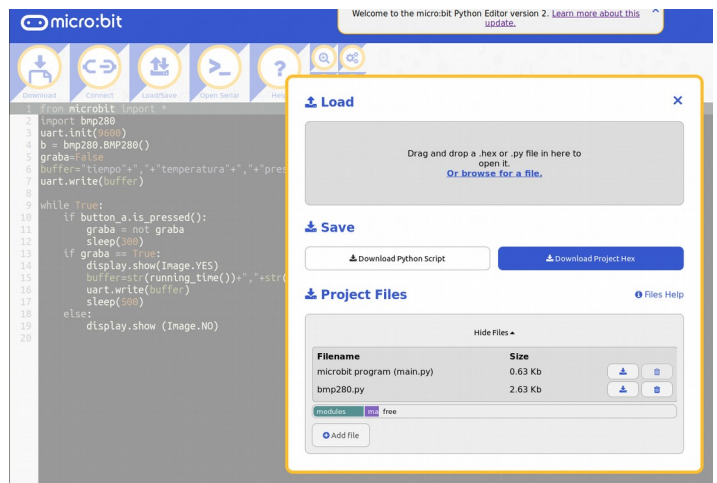 micro:bit
Welcome to the micro:bit Python Editor version 2. Learn more about this
update.
Download
Connect
Load/Save
Open Serial
Help
1 from microbit import *
2 import bmp280
3 uart.init(9600)
4 b = bmp280.BMP280()
5 graba=False
6 buffer="tiempo"+","+"temperatura"+","+"pres
7 uart.write(buffer)
8
9 while True:
10 if button_a.is_pressed():
11 graba = not graba
12 sleep(300)
13 if graba == True:
14 display.show(Image.YES)
15 buffer=str(running_time())+","+str(
16 uart.write(buffer)
17 sleep(500)
18 else:
19 display.show (Image.NO)
20
Load
Drag and drop a .hex or .py file in here to
open it.
Or browse for a file.
Save
Download Python Script
Download Project Hex
Project Files
Files Help
Hide Files
Filename Size
microbit program (main.py) 0.63 Kb
bmp280.py 2.63 Kb
modules ma free
Add file